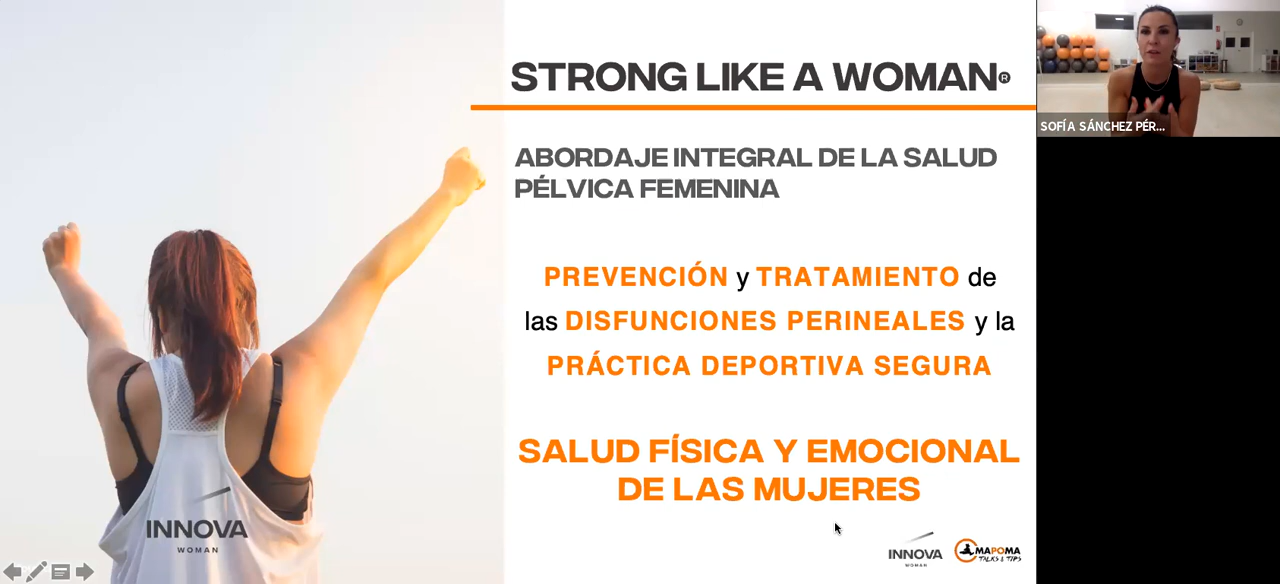 STRONG LIKE A WOMAN®
ABORDAJE INTEGRAL DE LA SALUD
PÉLVICA FEMENINA
PREVENCIÓN y TRATAMIENTO de
las DISFUNCIONES PERINEALES y la
PRÁCTICA DEPORTIVA SEGURA
SALUD FÍSICA Y EMOCIONAL
DE LAS MUJERES
INNOVA
WOMAN
INNOVA
WOMAN
MAPOMA
TALKS & TIPS
SOFÍA SÁNCHEZ PÉR...